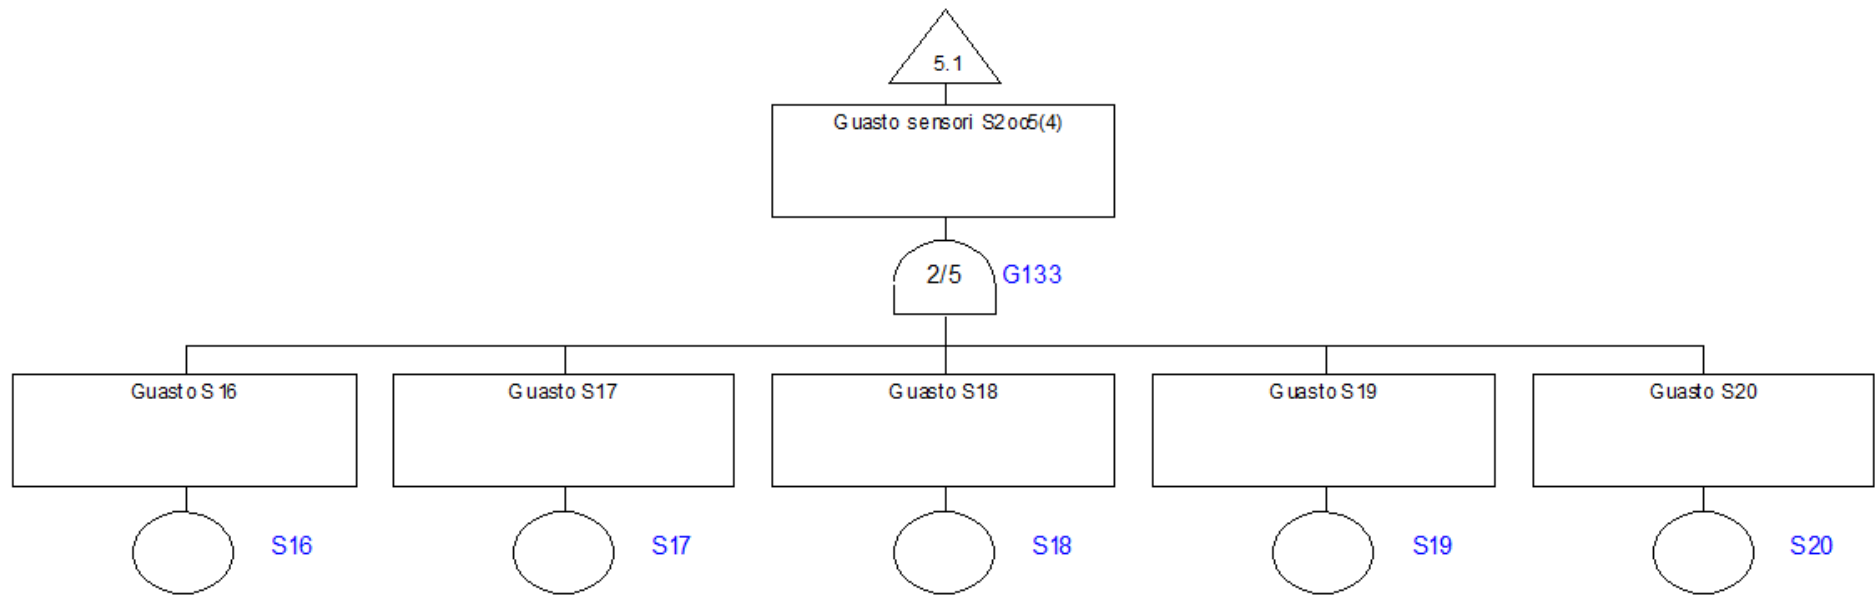 5.1
Guasto sensori S2oo5(4)
2/5 G133
Guasto S16 Guasto S17 Guasto S18 Guasto S19 Guasto S20
S16 S17 S18 S19 S20